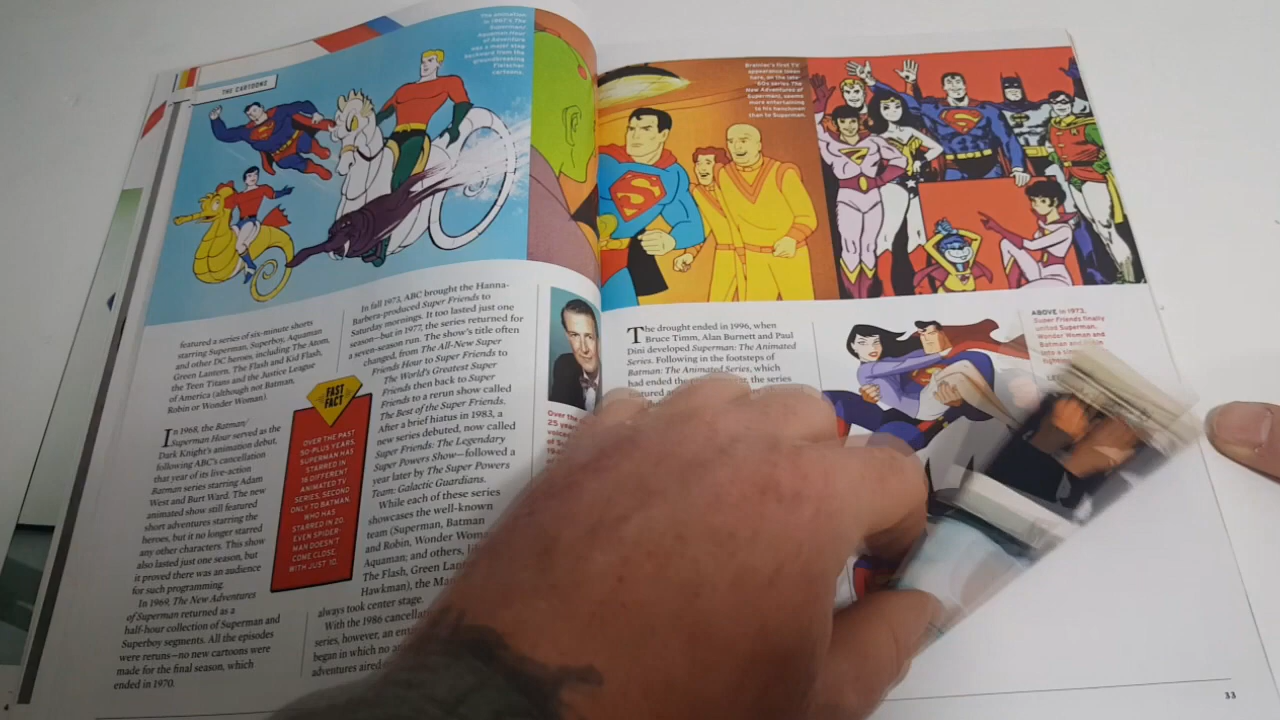 THE CARTOONS
The animation
in 1967's The
Superman/
Aquaman Hour
of Adventure
was a major step
backward from the
groundbreaking
Fleischer
cartoons.
featured a series of six-minute shorts
starring Superman, Superboy, Aquaman
and other DC heroes, including The Atom,
Green Lantern, The Flash and Kid Flash,
the Teen Titans and the Justice League
of America (although not Batman,
Robin or Wonder Woman).
In 1968, the Batman/
Superman Hour served as the
Dark Knight's animation debut,
following ABC's cancellation
that year of its live-action
Batman series starring Adam
West and Burt Ward. The new
animated show still featured
short adventures starring the
heroes, but it no longer starred
any other characters. This show
also lasted just one season, but
it proved there was an audience
for such programming.
In 1969, The New Adventures
of Superman returned as a
half-hour collection of Superman and
Superboy segments. All the episodes
were reruns—no new cartoons were
made for the final season, which
ended in 1970.
FAST
FACT
OVER THE PAST
50-PLUS YEARS,
SUPERMAN HAS
STARRED IN
16 DIFFERENT
ANIMATED TV
SERIES, SECOND
ONLY TO BATMAN,
WHO HAS
STARRED IN 20.
EVEN SPIDER-
MAN DOESN'T
COME CLOSE,
WITH JUST 10.
In fall 1973, ABC brought the Hanna-
Barbera-produced Super Friends to
Saturday mornings. It too lasted just one
season—but in 1977, the series returned for
a seven-season run. The show's title often
changed, from The All-New Super
Friends Hour to Super Friends to
The World's Greatest Super
Friends then back to Super
Friends to a rerun show called
The Best of the Super Friends.
After a brief hiatus in 1983, a
new series debuted, now called
Super Friends: The Legendary
Super Powers Show—followed a
year later by The Super Powers
Team: Galactic Guardians.
While each of these series
showcases the well-known
team (Superman, Batman
and Robin, Wonder
Aquaman; and others,
The Flash, Green
Hawkman), the
always took center stage.
With the 1986
series, however, an
began in which no
adventures aired
Over the
25 years
voiced
of
Brainiac's first TV
appearance (seen
here, on the late-
'60s series The
New Adventures of
Superman), seems
more entertaining
to his henchmen
than to Superman.
The drought ended in 1996, when
Bruce Timm, Alan Burnett and Paul
Dini developed Superman: The Animated
Series. Following in the footsteps of
Batman: The Animated Series, which
had ended the the series
ABOVE In 1973,
Super Friends finally
united Superman,
Wonder Woman and
Batman
4
33